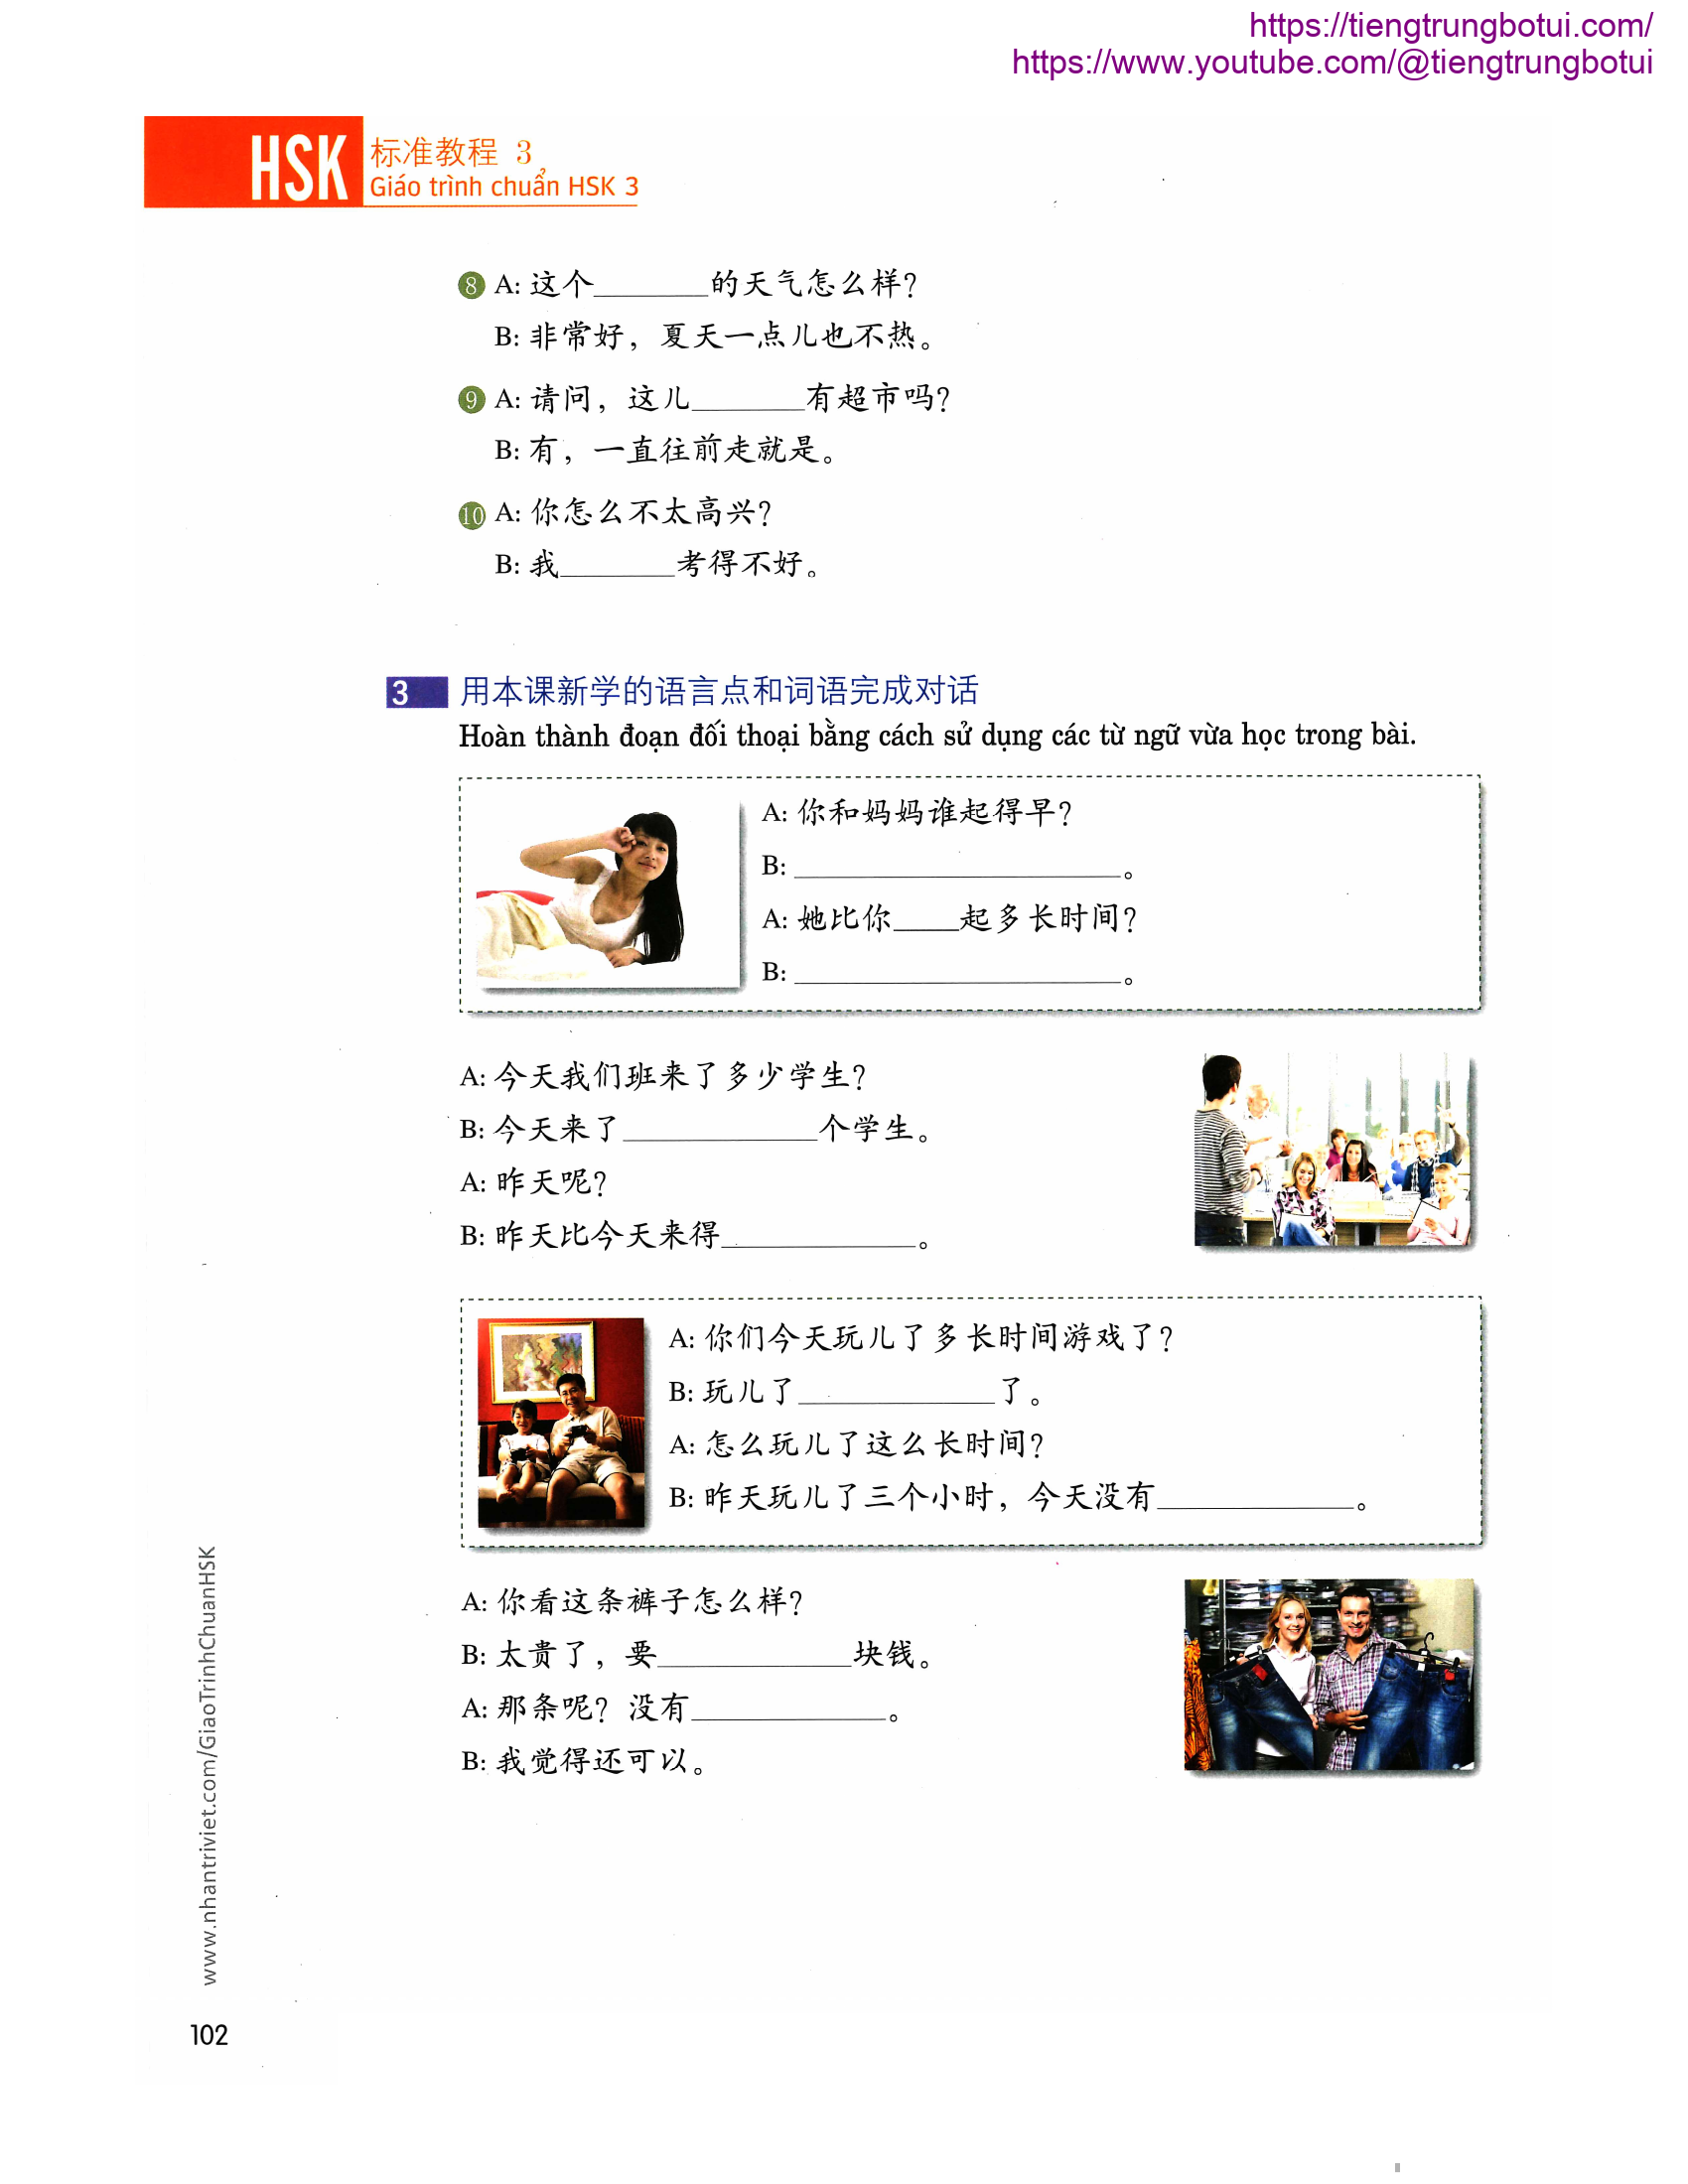 https://tiengtrungbotui.com/
https://www.youtube.com/@tiengtrungbotui
HSK 标准教程 3
Giáo trình chuẩn HSK 3
8 A: 这个________的天气怎么样?
B: 非常好，夏天一点儿也不热。
9 A: 请问，这儿________有超市吗?
B: 有，一直往前走就是。
10 A: 你怎么不太高兴?
B: 我________考得不好。
3 用本课新学的语言点和词语完成对话
Hoàn thành đoạn đối thoại bằng cách sử dụng các từ ngữ vừa học trong bài.
A: 你和妈妈谁起得早?
B: ________________________。
A: 她比你____起多长时间?
B: ________________________。
A: 今天我们班来了多少学生?
B: 今天来了______________个学生。
A: 昨天呢?
B: 昨天比今天来得______________。
A: 你们今天玩儿了多长时间游戏了?
B: 玩儿了______________了。
A: 怎么玩儿了这么长时间?
B: 昨天玩儿了三个小时，今天没有______________。
A: 你看这条裤子怎么样?
B: 太贵了，要______________块钱。
A: 那条呢? 没有______________。
B: 我觉得还可以。
www.nhantriviet.com/GiaoTrinhChuanHSK
102